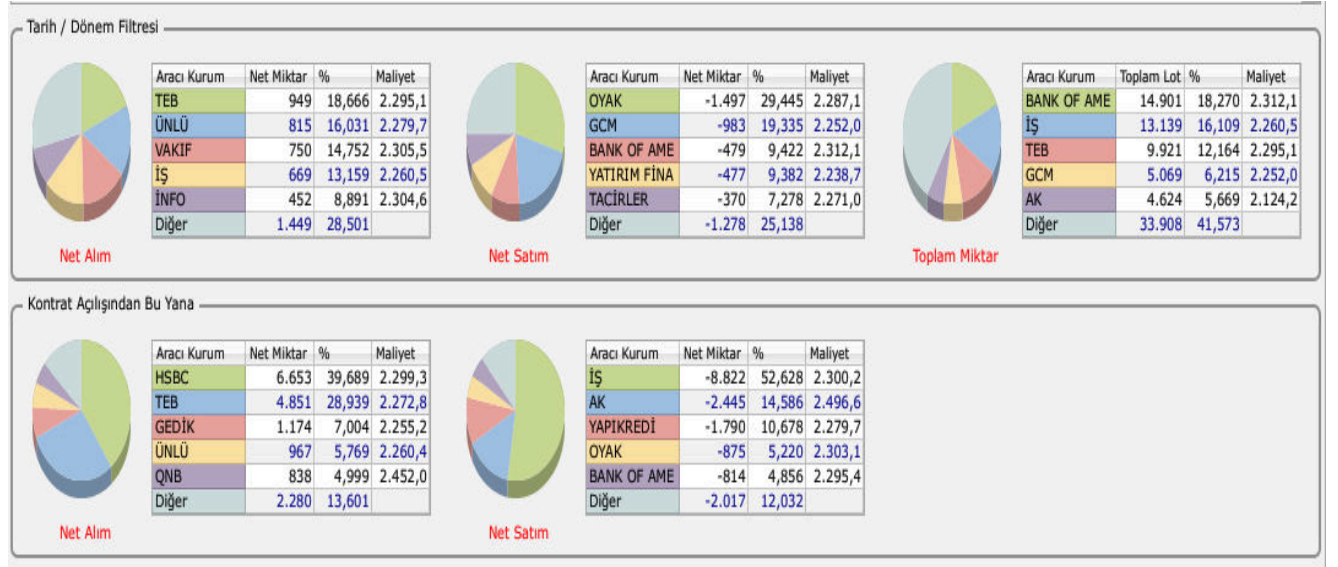 Tarih / Dönem Filtresi
Aracı Kurum Net Miktar % Maliyet
TEB 949 18,666 2.295,1
ÜNLÜ 815 16,031 2.279,7
VAKIF 750 14,752 2.305,5
İŞ 669 13,159 2.260,5
İNFO 452 8,891 2.304,6
Diğer 1.449 28,501
Net Alım
Aracı Kurum Net Miktar % Maliyet
OYAK -1.497 29,445 2.287,1
GCM -983 19,335 2.252,0
BANK OF AME -479 9,422 2.312,1
YATIRIM FİNA -477 9,382 2.238,7
TACİRLER -370 7,278 2.271,0
Diğer -1.278 25,138
Net Satım
Aracı Kurum Toplam Lot % Maliyet
BANK OF AME 14.901 18,270 2.312,1
İŞ 13.139 16,109 2.260,5
TEB 9.921 12,164 2.295,1
GCM 5.069 6,215 2.252,0
AK 4.624 5,669 2.124,2
Diğer 33.908 41,573
Toplam Miktar
Kontrat Açılışından Bu Yana
Aracı Kurum Net Miktar % Maliyet
HSBC 6.653 39,689 2.299,3
TEB 4.851 28,939 2.272,8
GEDİK 1.174 7,004 2.255,2
ÜNLÜ 967 5,769 2.260,4
QNB 838 4,999 2.452,0
Diğer 2.280 13,601
Net Alım
Aracı Kurum Net Miktar % Maliyet
İŞ -8.822 52,628 2.300,2
AK -2.445 14,586 2.496,6
YAPIKREDİ -1.790 10,678 2.279,7
OYAK -875 5,220 2.303,1
BANK OF AME -814 4,856 2.295,4
Diğer -2.017 12,032
Net Satım